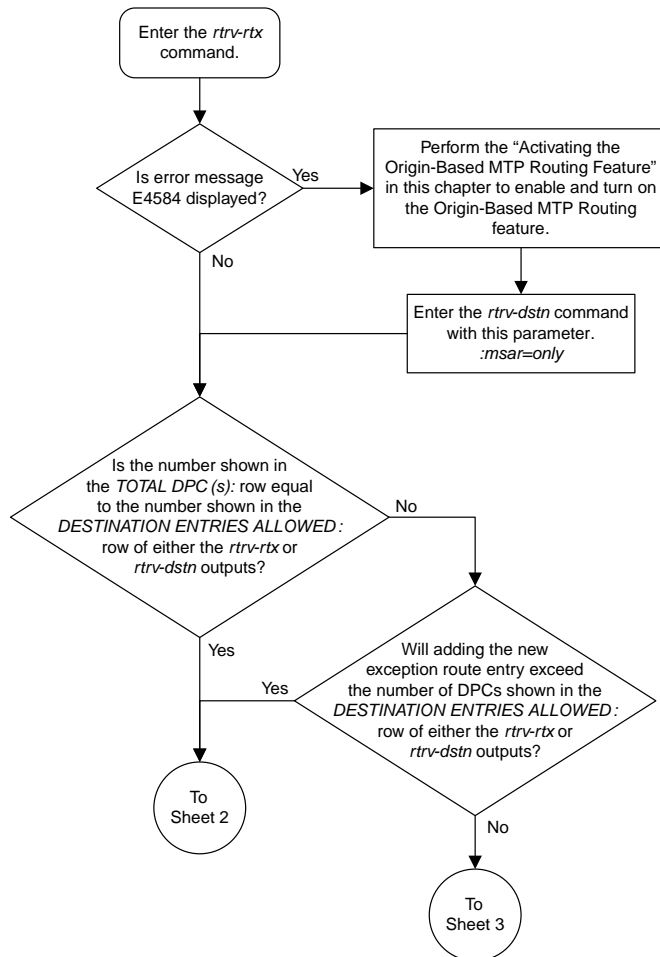 Enter the rtrv-rtx
command.
Is error message
E4584 displayed?
Yes
Perform the “Activating the
Origin-Based MTP Routing Feature”
in this chapter to enable and turn on
the Origin-Based MTP Routing
feature.
No
Enter the rtrv-dstn command
with this parameter.
:msar=only
Is the number shown in
the TOTAL DPC (s): row equal
to the number shown in the
DESTINATION ENTRIES ALLOWED :
row of either the rtrv-rtx or
rtrv-dstn outputs?
No
Yes
Will adding the new
exception route entry exceed
the number of DPCs shown in the
DESTINATION ENTRIES ALLOWED :
row of either the rtrv-rtx or
rtrv-dstn outputs?
Yes
To
Sheet 2
No
To
Sheet 3